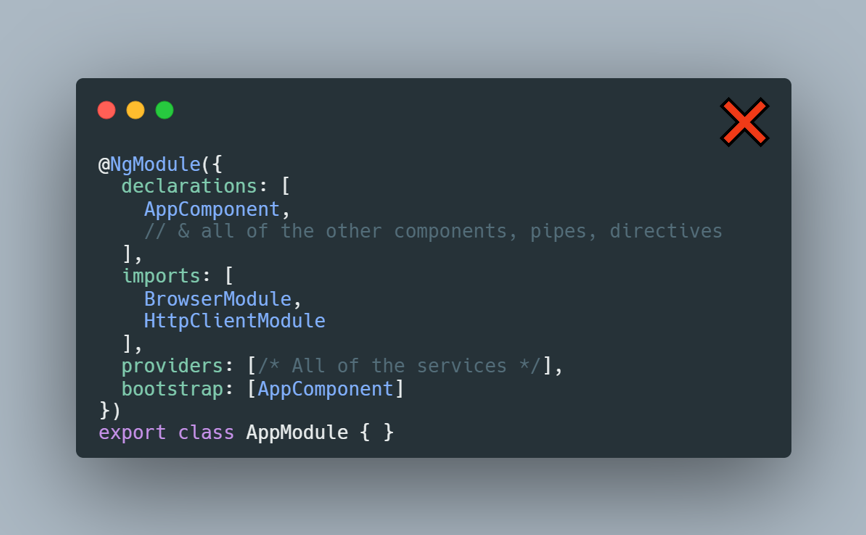 @NgModule({
  declarations: [
    AppComponent,
    // & all of the other components, pipes, directives
  ],
  imports: [
    BrowserModule,
    HttpClientModule
  ],
  providers: [/* All of the services */],
  bootstrap: [AppComponent]
})
export class AppModule { }